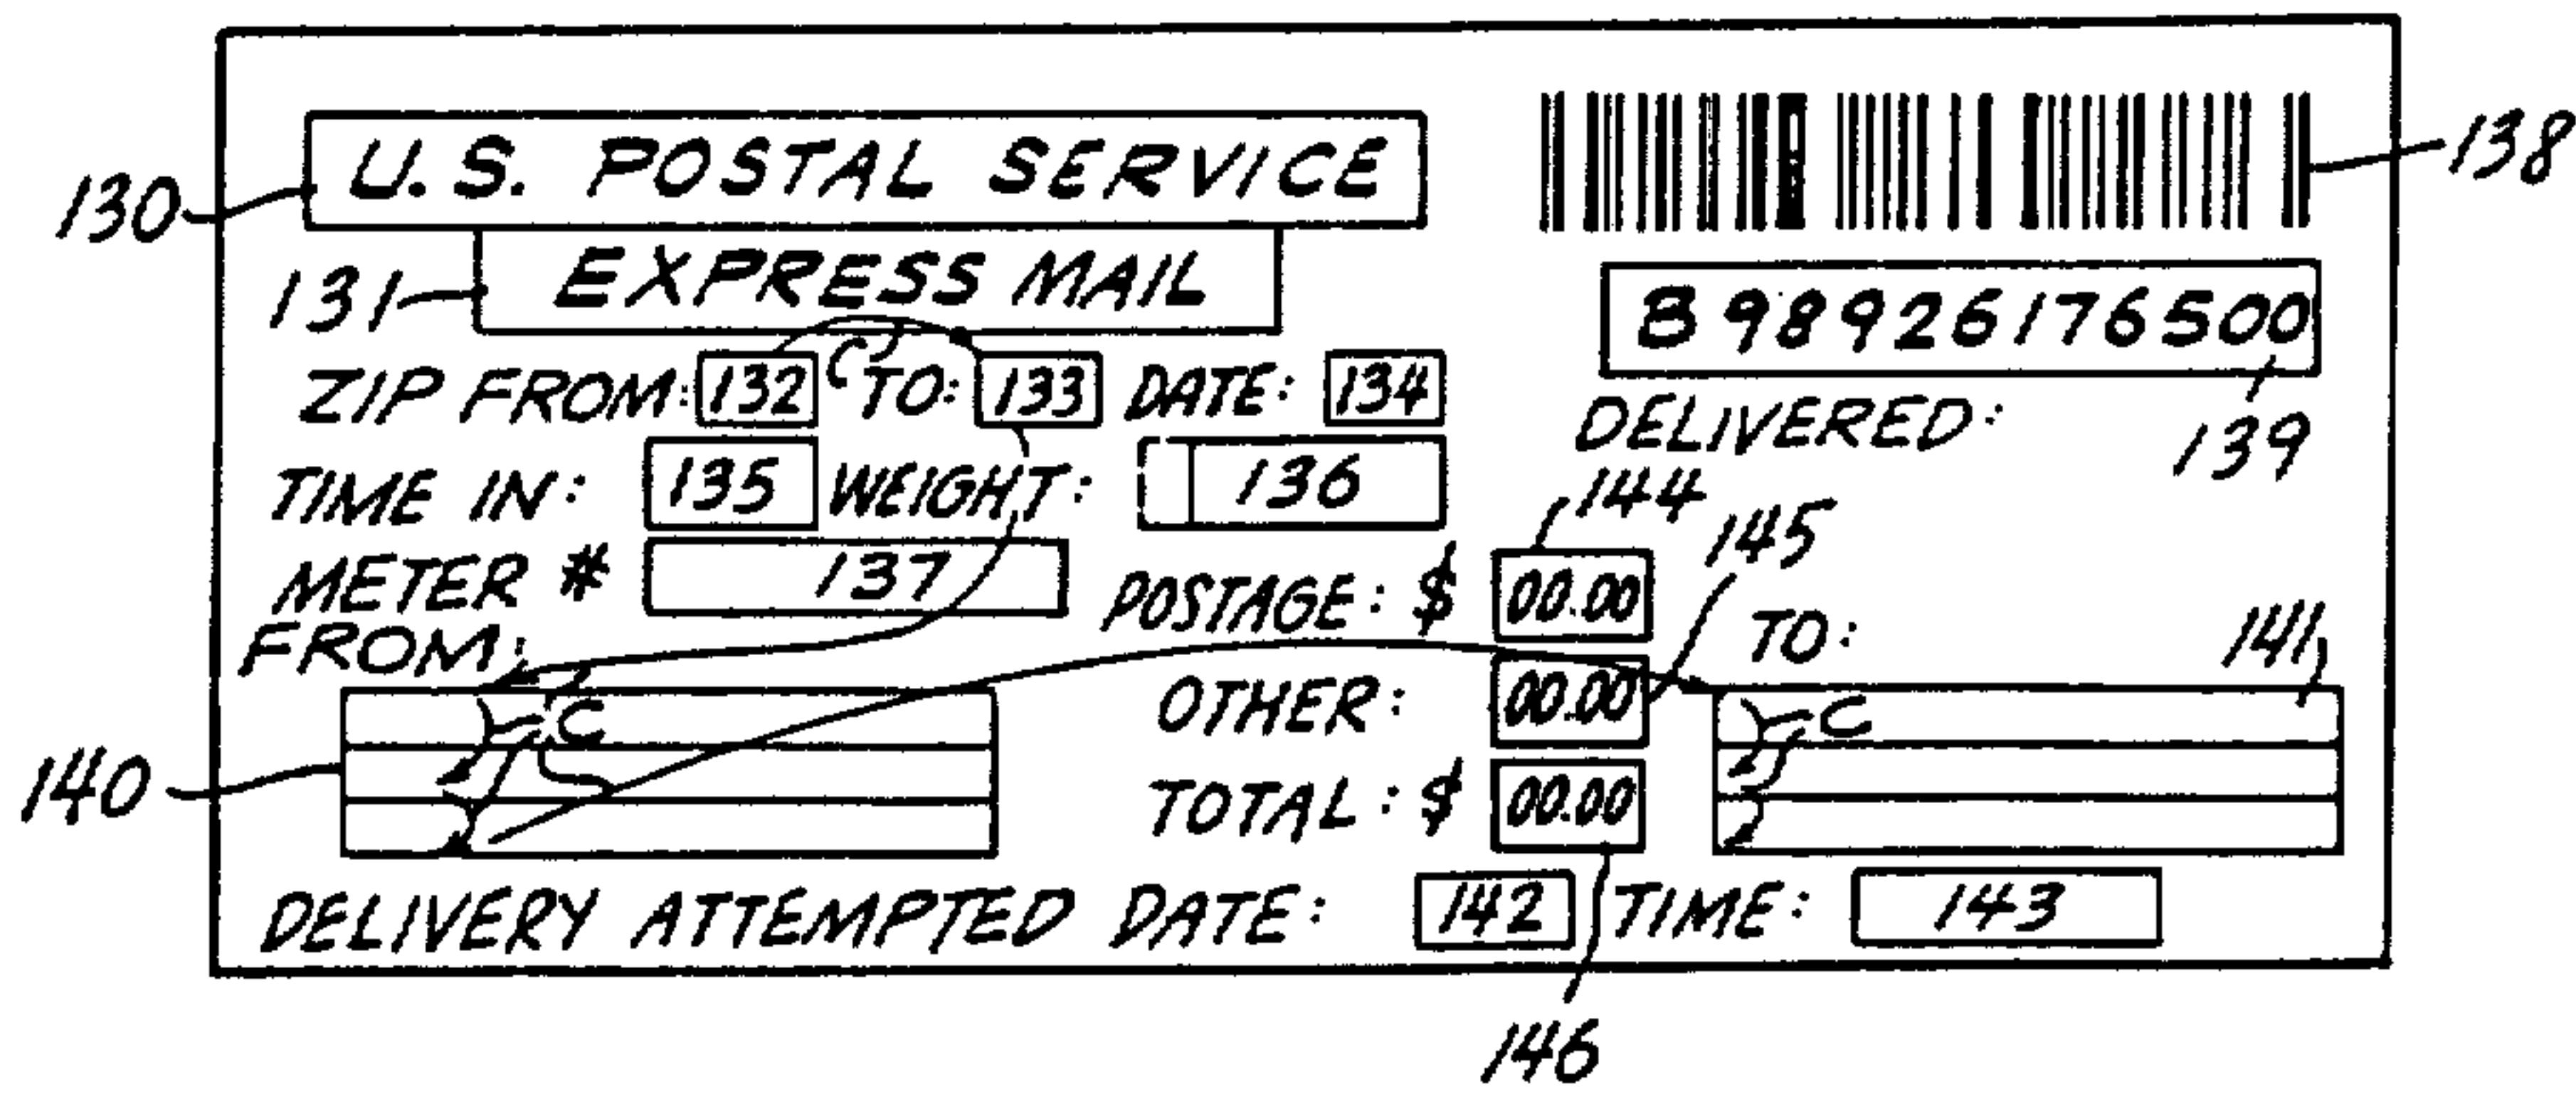 U.S. POSTAL SERVICE
130
138
EXPRESS MAIL
131
B98926176500
139
ZIP FROM: 132 C TO: 133 DATE: 134
DELIVERED:
TIME IN: 135 WEIGHT: 136
144
145
METER # 137
POSTAGE: $ 00.00
FROM:
TO:
141
C
OTHER: 00.00
C
140
TOTAL: $ 00.00
DELIVERY ATTEMPTED DATE: 142 TIME: 143
146